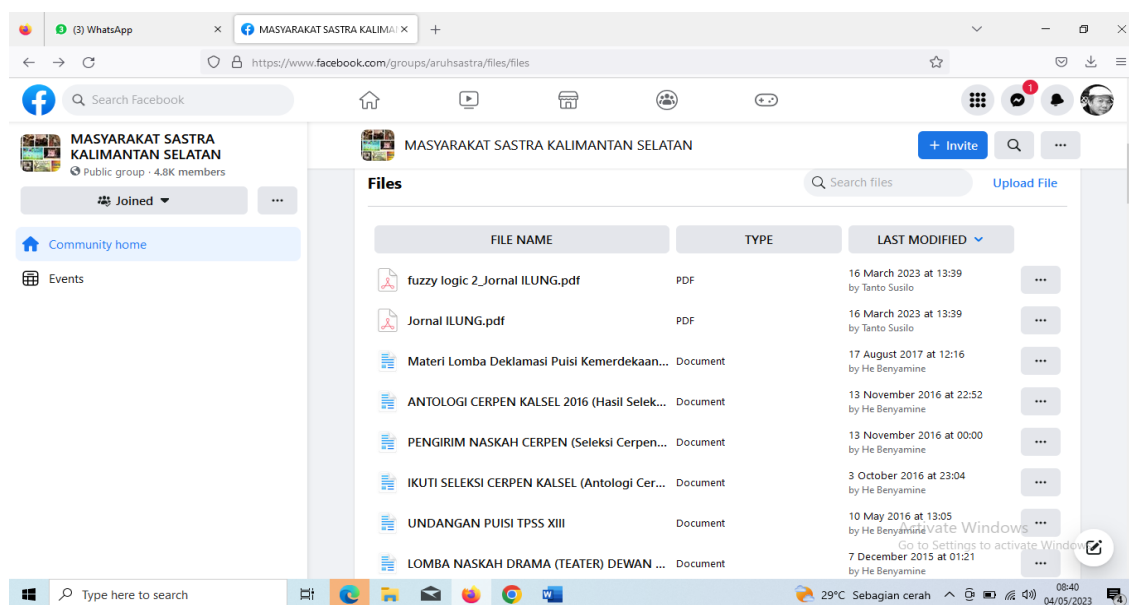 (3) WhatsApp
MASYARAKAT SASTRA KALIMA
https://www.facebook.com/groups/aruhsastra/files/files
Search Facebook
1
MASYARAKAT SASTRA
KALIMANTAN SELATAN
Public group · 4.8K members
Joined
Community home
Events
MASYARAKAT SASTRA KALIMANTAN SELATAN
+ Invite
Files
Search files
Upload File
FILE NAME TYPE LAST MODIFIED
fuzzy logic 2_Jornal ILUNG.pdf PDF 16 March 2023 at 13:39
by Tanto Susilo
Jornal ILUNG.pdf PDF 16 March 2023 at 13:39
by Tanto Susilo
Materi Lomba Deklamasi Puisi Kemerdekaan... Document 17 August 2017 at 12:16
by He Benyamine
ANTOLOGI CERPEN KALSEL 2016 (Hasil Selek... Document 13 November 2016 at 22:52
by He Benyamine
PENGIRIM NASKAH CERPEN (Seleksi Cerpen... Document 13 November 2016 at 00:00
by He Benyamine
IKUTI SELEKSI CERPEN KALSEL (Antologi Cer... Document 3 October 2016 at 23:04
by He Benyamine
UNDANGAN PUISI TPSS XIII Document 10 May 2016 at 13:05
by He Benyamine
LOMBA NASKAH DRAMA (TEATER) DEWAN ... Document 7 December 2015 at 01:21
by He Benyamine
Activate Windows
Go to Settings to activate Window
Type here to search
29°C Sebagian cerah
08:40
04/05/2023
4